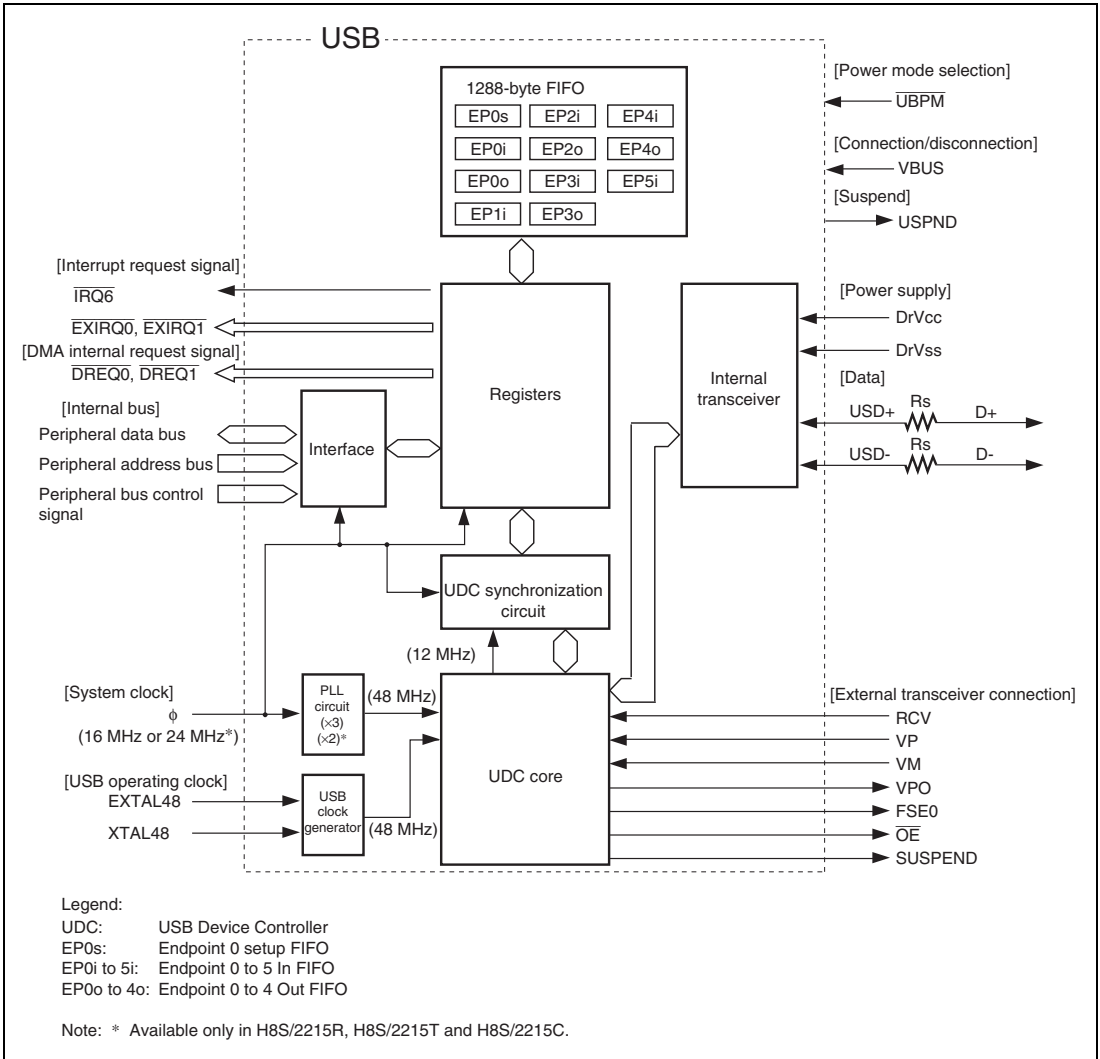 USB
[Power mode selection]
UBPM
[Connection/disconnection]
VBUS
[Suspend]
USPND
1288-byte FIFO
EP0s EP2i EP4i
EP0i EP2o EP4o
EP0o EP3i EP5i
EP1i EP3o
[Interrupt request signal]
IRQ6
EXIRQ0, EXIRQ1
[DMA internal request signal]
DREQ0, DREQ1
[Internal bus]
Peripheral data bus
Peripheral address bus
Peripheral bus control
signal
Interface
Registers
Internal
transceiver
[Power supply]
DrVcc
DrVss
[Data]
USD+ Rs D+
USD- Rs D-
UDC synchronization
circuit
(12 MHz)
[System clock]
φ
(16 MHz or 24 MHz*)
PLL
circuit
(×3)
(×2)*
(48 MHz)
[USB operating clock]
EXTAL48
XTAL48
USB
clock
generator
(48 MHz)
UDC core
[External transceiver connection]
RCV
VP
VM
VPO
FSE0
OE
SUSPEND
Legend:
UDC: USB Device Controller
EP0s: Endpoint 0 setup FIFO
EP0i to 5i: Endpoint 0 to 5 In FIFO
EP0o to 4o: Endpoint 0 to 4 Out FIFO
Note: * Available only in H8S/2215R, H8S/2215T and H8S/2215C.